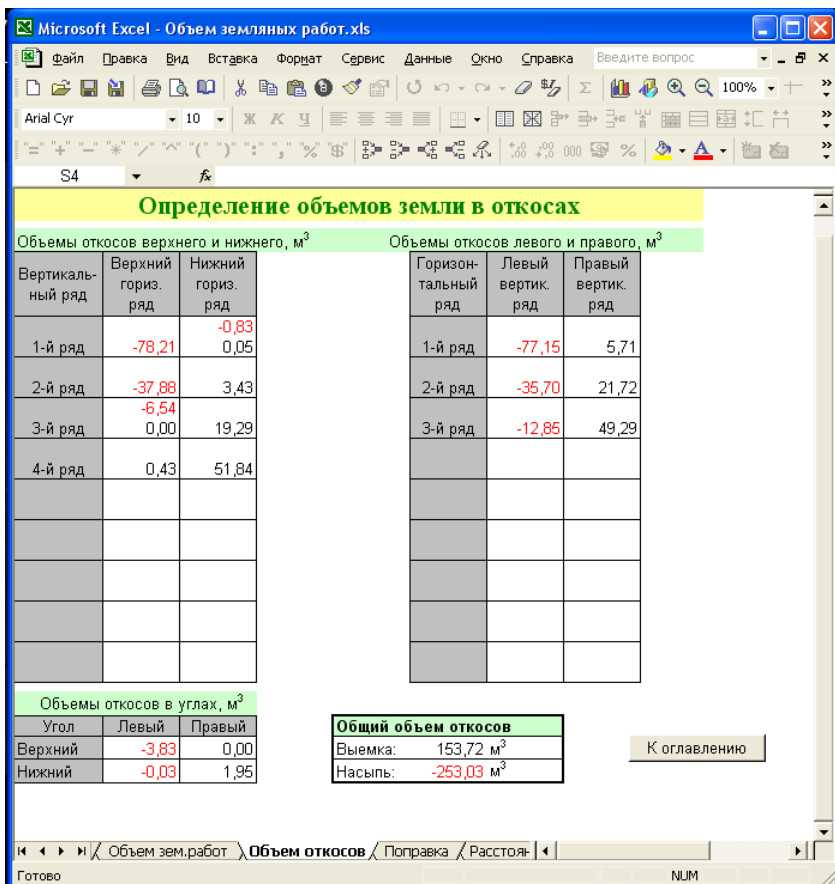 Microsoft Excel - Объем земляных работ.xls
Файл Правка Вид Вставка Формат Сервис Данные Окно Справка Введите вопрос
100%
Arial Cyr 10 Ж К Ч
"=" "+" "—" "*" "/" "^" "(" ")" ":" "," "%" "$" 000 %
S4 fx
Определение объемов земли в откосах
Объемы откосов верхнего и нижнего, м³ Объемы откосов левого и правого, м³
Вертикаль-ный ряд Верхний гориз. ряд Нижний гориз. ряд Горизон-тальный ряд Левый вертик. ряд Правый вертик. ряд
-0,83
1-й ряд -78,21 0,05 1-й ряд -77,15 5,71
2-й ряд -37,88 3,43 2-й ряд -35,70 21,72
-6,54
3-й ряд 0,00 19,29 3-й ряд -12,85 49,29
4-й ряд 0,43 51,84
Объемы откосов в углах, м³
Угол Левый Правый Общий объем откосов
Верхний -3,83 0,00 Выемка: 153,72 м³ К оглавлению
Нижний -0,03 1,95 Насыпь: -253,03 м³
Объем зем.работ Объем откосов Поправка Расстоян
Готово NUM